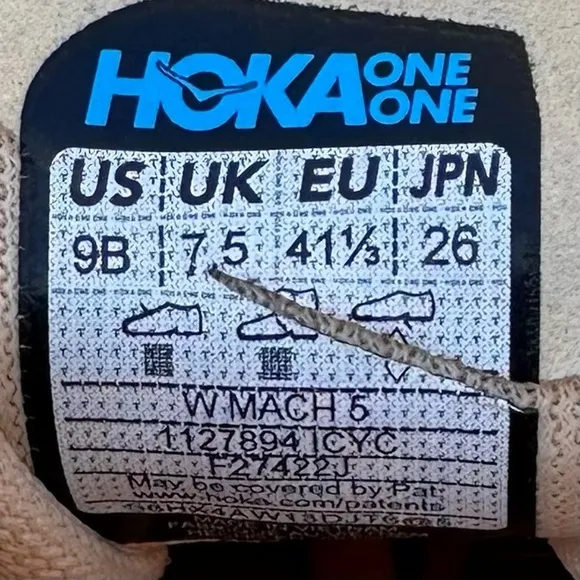 HOKA ONE ONE
US UK EU JPN
9B 7.5 41⅓ 26
W MACH 5
1127894 ICYC
F27422J
May be covered by Pat.
www.hoka.com/patents